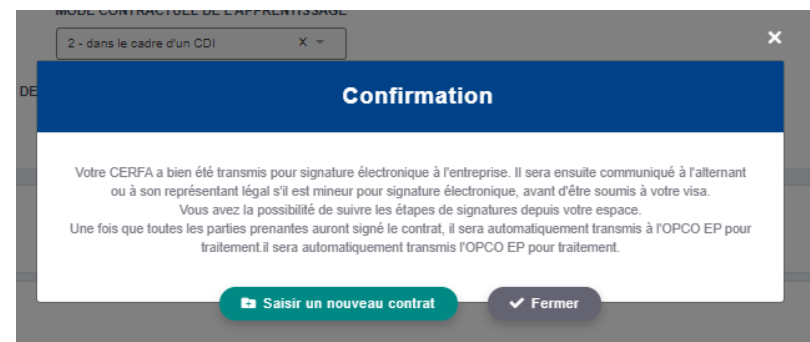 MODE CONTRACTUEL DE L'APPRENTISSAGE
2 - dans le cadre d'un CDI X
DE
Confirmation
Votre CERFA a bien été transmis pour signature électronique à l'entreprise. Il sera ensuite communiqué à l'alternant
ou à son représentant légal s'il est mineur pour signature électronique, avant d'être soumis à votre visa.
Vous avez la possibilité de suivre les étapes de signatures depuis votre espace.
Une fois que toutes les parties prenantes auront signé le contrat, il sera automatiquement transmis à l'OPCO EP pour
traitement.il sera automatiquement transmis l'OPCO EP pour traitement.
Saisir un nouveau contrat
Fermer